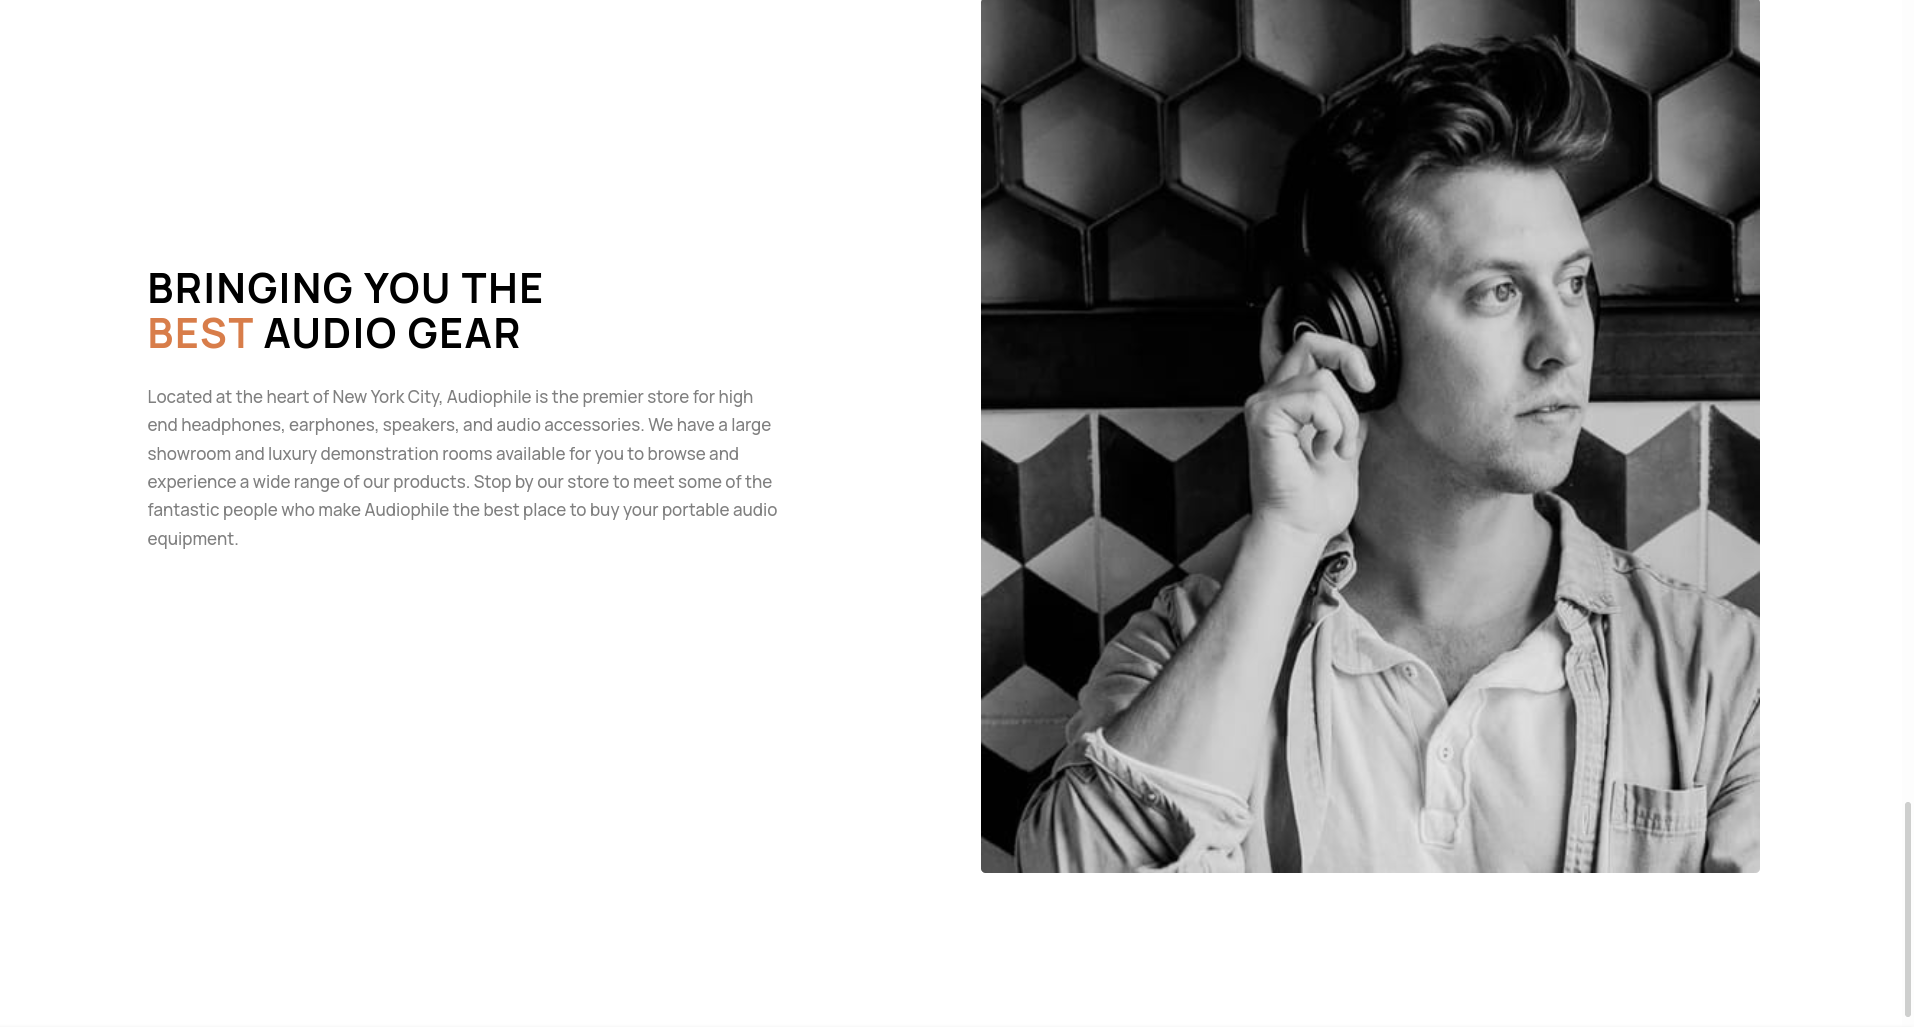 BRINGING YOU THE
BEST AUDIO GEAR
Located at the heart of New York City, Audiophile is the premier store for high
end headphones, earphones, speakers, and audio accessories. We have a large
showroom and luxury demonstration rooms available for you to browse and
experience a wide range of our products. Stop by our store to meet some of the
fantastic people who make Audiophile the best place to buy your portable audio
equipment.